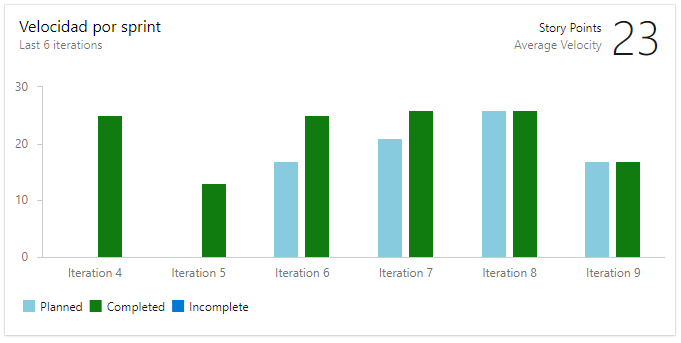 Velocidad por sprint
Last 6 iterations
Story Points
Average Velocity
23
30
20
10
0
Iteration 4
Iteration 5
Iteration 6
Iteration 7
Iteration 8
Iteration 9
Planned
Completed
Incomplete